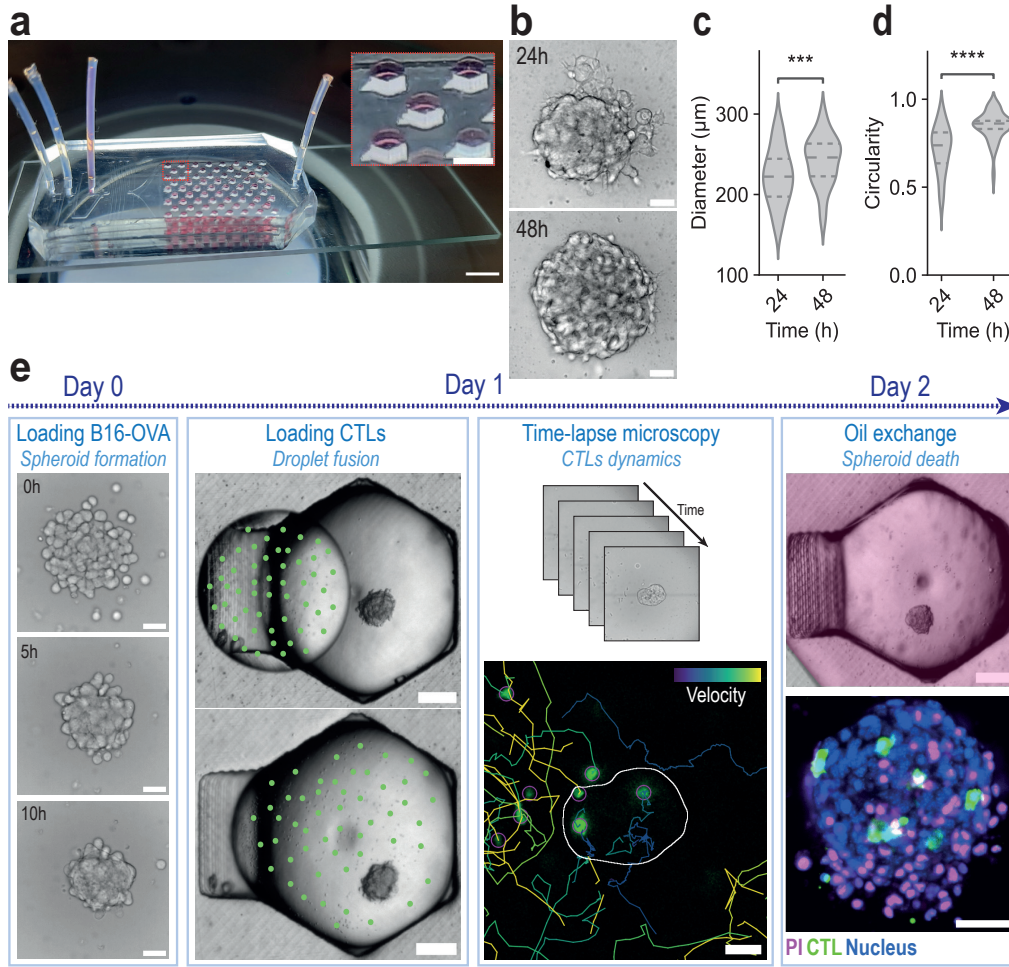 a
b
24h
48h
c
***
300
200
100
Diameter (µm)
24
48
Time (h)
d
****
1.0
0.5
0.0
Circularity
24
48
Time (h)
e
Day 0
Day 1
Day 2
Loading B16-OVA
Spheroid formation
0h
5h
10h
Loading CTLs
Droplet fusion
Time-lapse microscopy
CTLs dynamics
Time
Velocity
Oil exchange
Spheroid death
PI CTL Nucleus